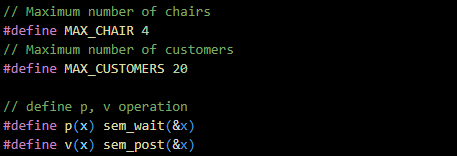 // Maximum number of chairs
#define MAX_CHAIR 4
// Maximum number of customers
#define MAX_CUSTOMERS 20
// define p, v operation
#define p(x) sem_wait(&x)
#define v(x) sem_post(&x)